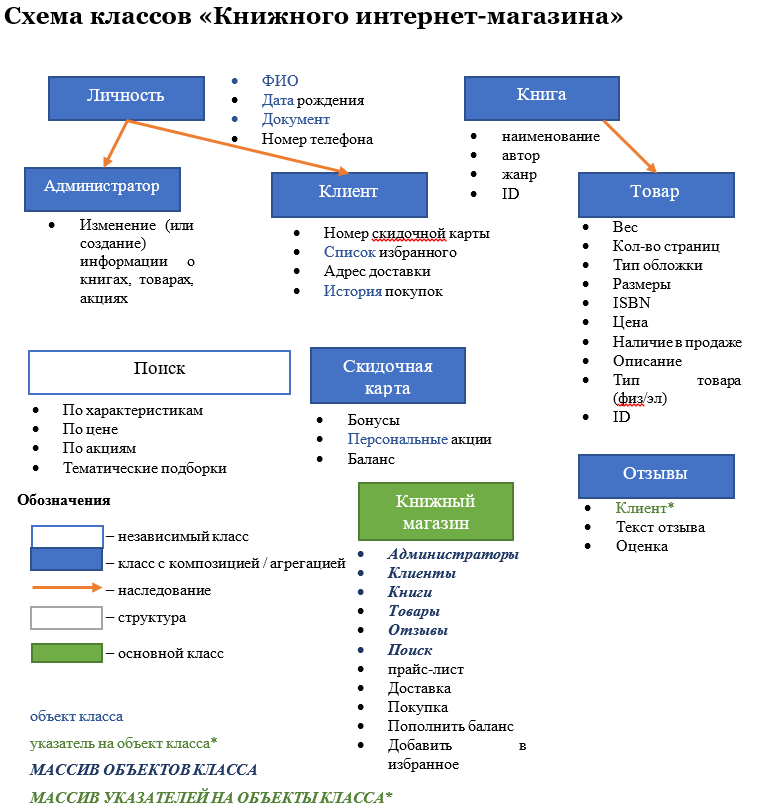 Схема классов «Книжного интернет-магазина»
Личность
• ФИО
• Дата рождения
• Документ
• Номер телефона
Книга
• наименование
• автор
• жанр
• ID
Администратор
• Изменение (или
создание)
информации о
книгах, товарах,
акциях
Клиент
• Номер скидочной карты
• Список избранного
• Адрес доставки
• История покупок
Товар
• Вес
• Кол-во страниц
• Тип обложки
• Размеры
• ISBN
• Цена
• Наличие в продаже
• Описание
• Тип товара
(физ/эл)
• ID
Поиск
• По характеристикам
• По цене
• По акциям
• Тематические подборки
Скидочная
карта
• Бонусы
• Персональные акции
• Баланс
Отзывы
• Клиент*
• Текст отзыва
• Оценка
Обозначения
– независимый класс
– класс с композицией / агрегацией
– наследование
– структура
– основной класс
Книжный
магазин
• Администраторы
• Клиенты
• Книги
• Товары
• Отзывы
• Поиск
• прайс-лист
• Доставка
• Покупка
• Пополнить баланс
• Добавить в
избранное
объект класса
указатель на объект класса*
МАССИВ ОБЪЕКТОВ КЛАССА
МАССИВ УКАЗАТЕЛЕЙ НА ОБЪЕКТЫ КЛАССА*